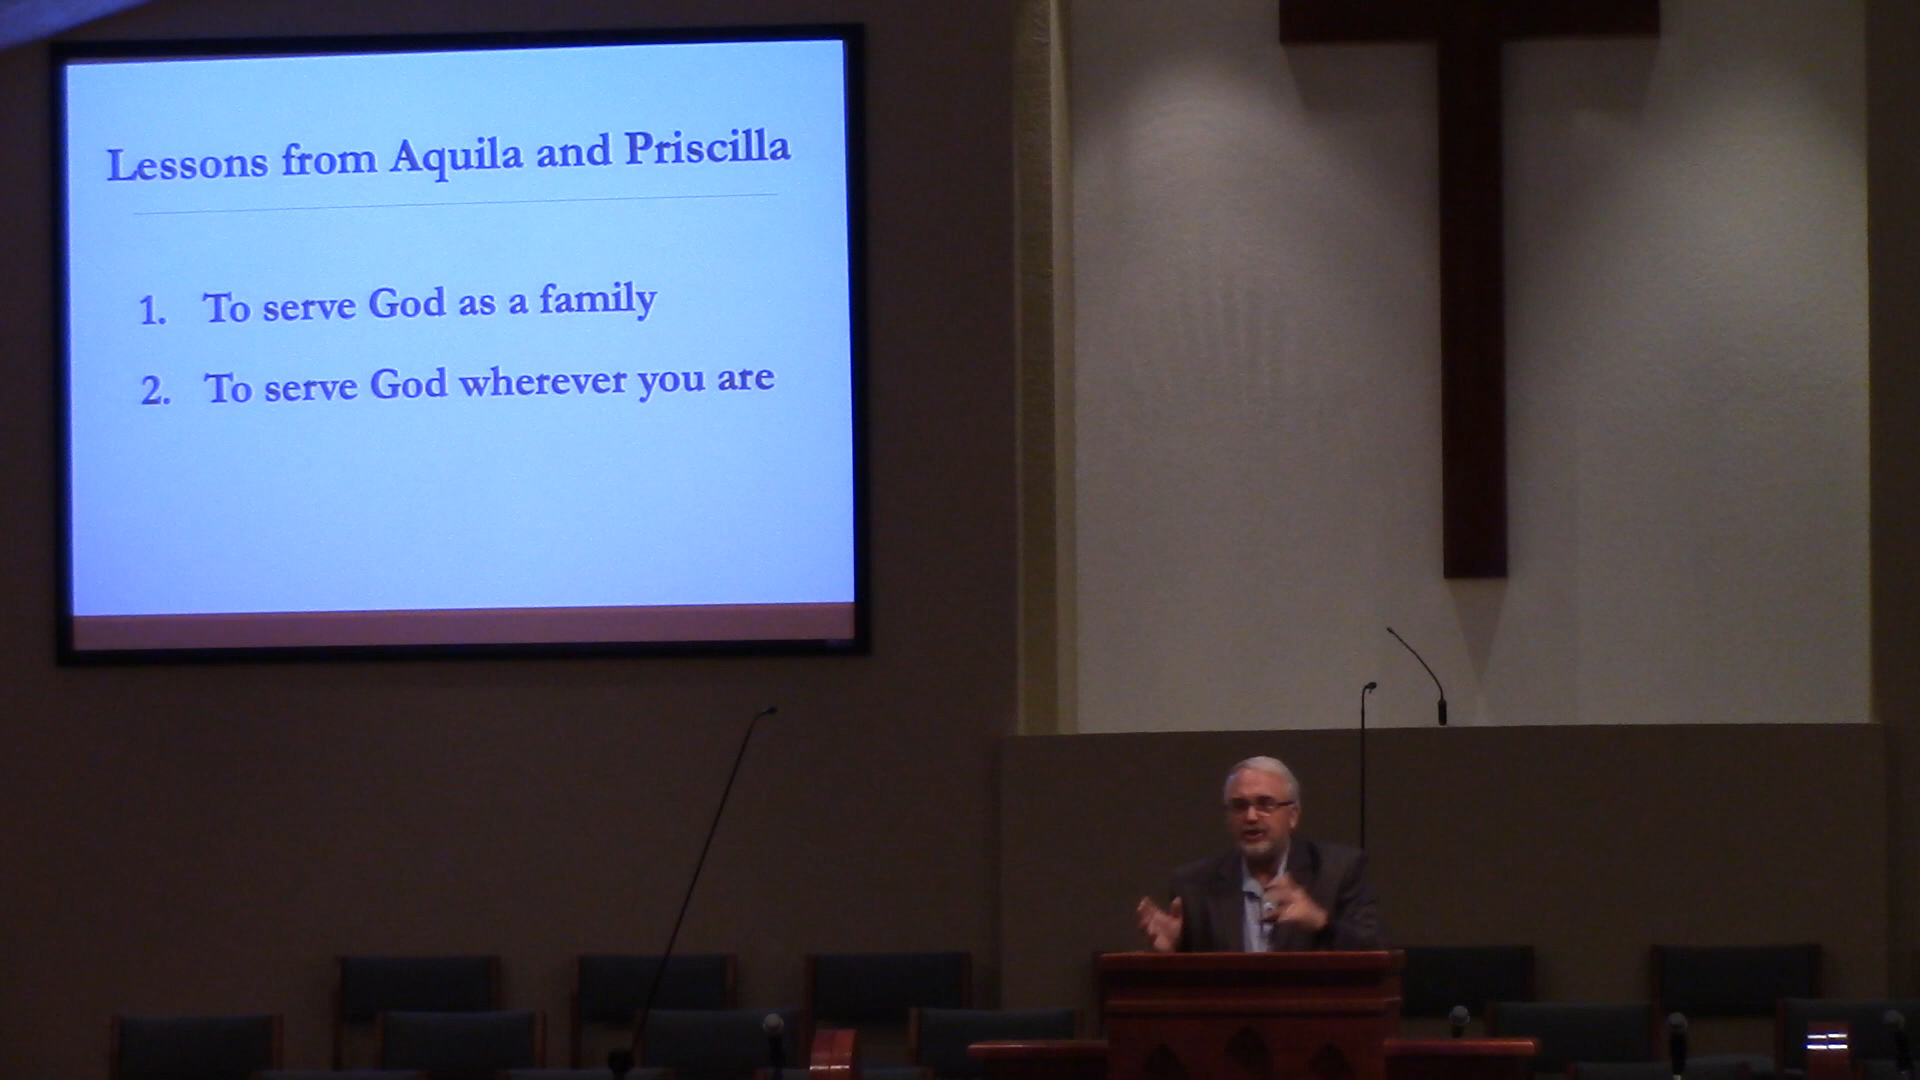 Lessons from Aquila and Priscilla
1. To serve God as a family
2. To serve God wherever you are